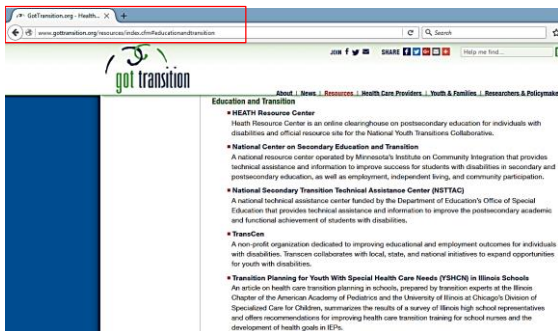 GotTransition.org - Health...
www.gottransition.org/resources/index.cfm#educationandtransition
Search
JOIN
SHARE
Help me find...
got transition
About | News | Resources | Health Care Providers | Youth & Families | Researchers & Policymake
Education and Transition
HEATH Resource Center
Heath Resource Center is an online clearinghouse on postsecondary education for individuals with
disabilities and official resource site for the National Youth Transitions Collaborative.
National Center on Secondary Education and Transition
A national resource center operated by Minnesota's Institute on Community Integration that provides
technical assistance and information to improve success for students with disabilities in secondary and
postsecondary education, as well as employment, independent living, and community participation.
National Secondary Transition Technical Assistance Center (NSTTAC)
A national technical assistance center funded by the Department of Education's Office of Special
Education that provides technical assistance and information to improve the postsecondary academic
and functional achievement of students with disabilities.
TransCen
A non-profit organization dedicated to improving educational and employment outcomes for individuals
with disabilities. Transcen collaborates with local, state, and national initiatives to expand opportunities
for youth with disabilities.
Transition Planning for Youth With Special Health Care Needs (YSHCN) in Illinois Schools
An article on health care transition planning in schools, prepared by transition experts at the Illinois
Chapter of the American Academy of Pediatrics and the University of Illinois at Chicago's Division of
Specialized Care for Children, summarizes the results of a survey of Illinois high school representatives
and offers recommendations for improving health care transition training for school nurses and the
development of health goals in IEPs.